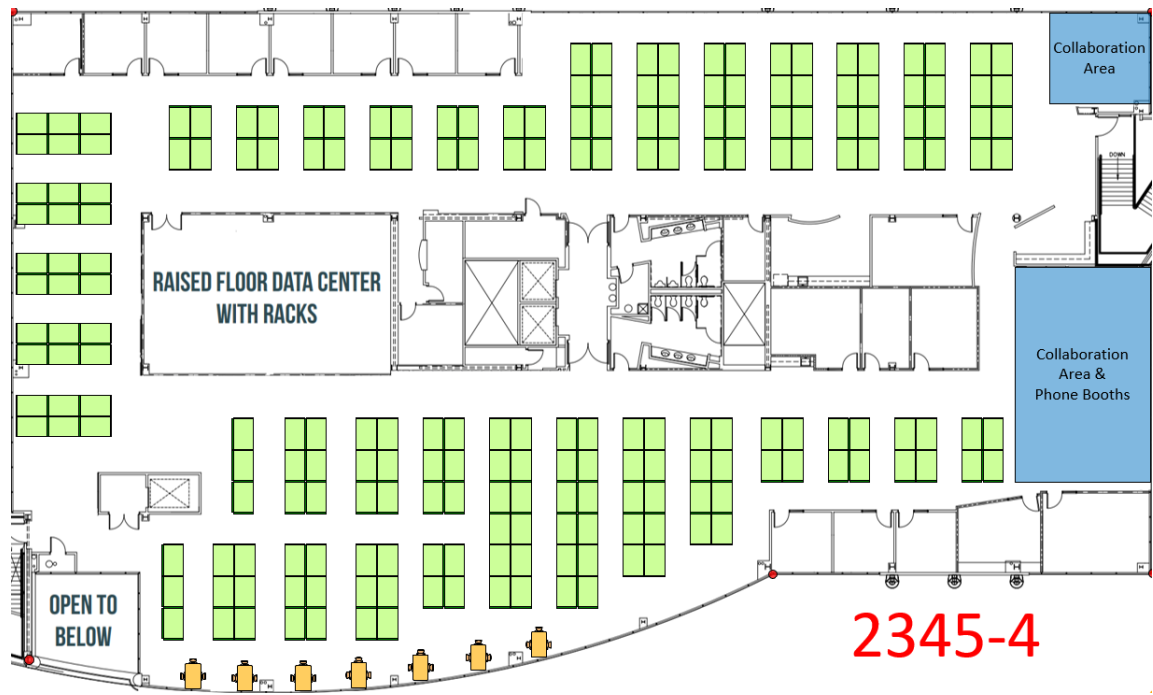 Collaboration
Area
DOWN
RAISED FLOOR DATA CENTER
WITH RACKS
Collaboration
Area &
Phone Booths
OPEN TO
BELOW
2345-4